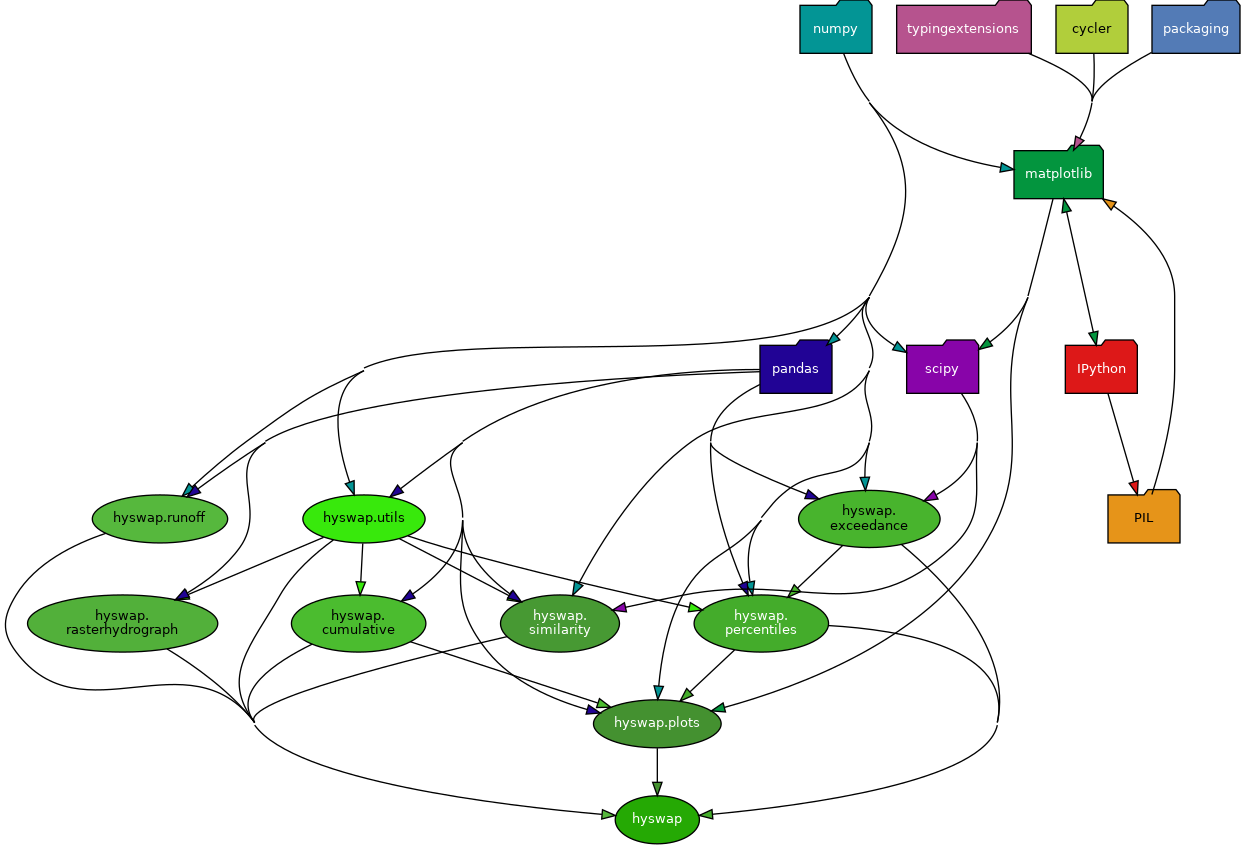 numpy
typingextensions
cycler
packaging
matplotlib
pandas
scipy
IPython
hyswap.runoff
hyswap.utils
hyswap.
exceedance
PIL
hyswap.
rasterhydrograph
hyswap.
cumulative
hyswap.
similarity
hyswap.
percentiles
hyswap.plots
hyswap